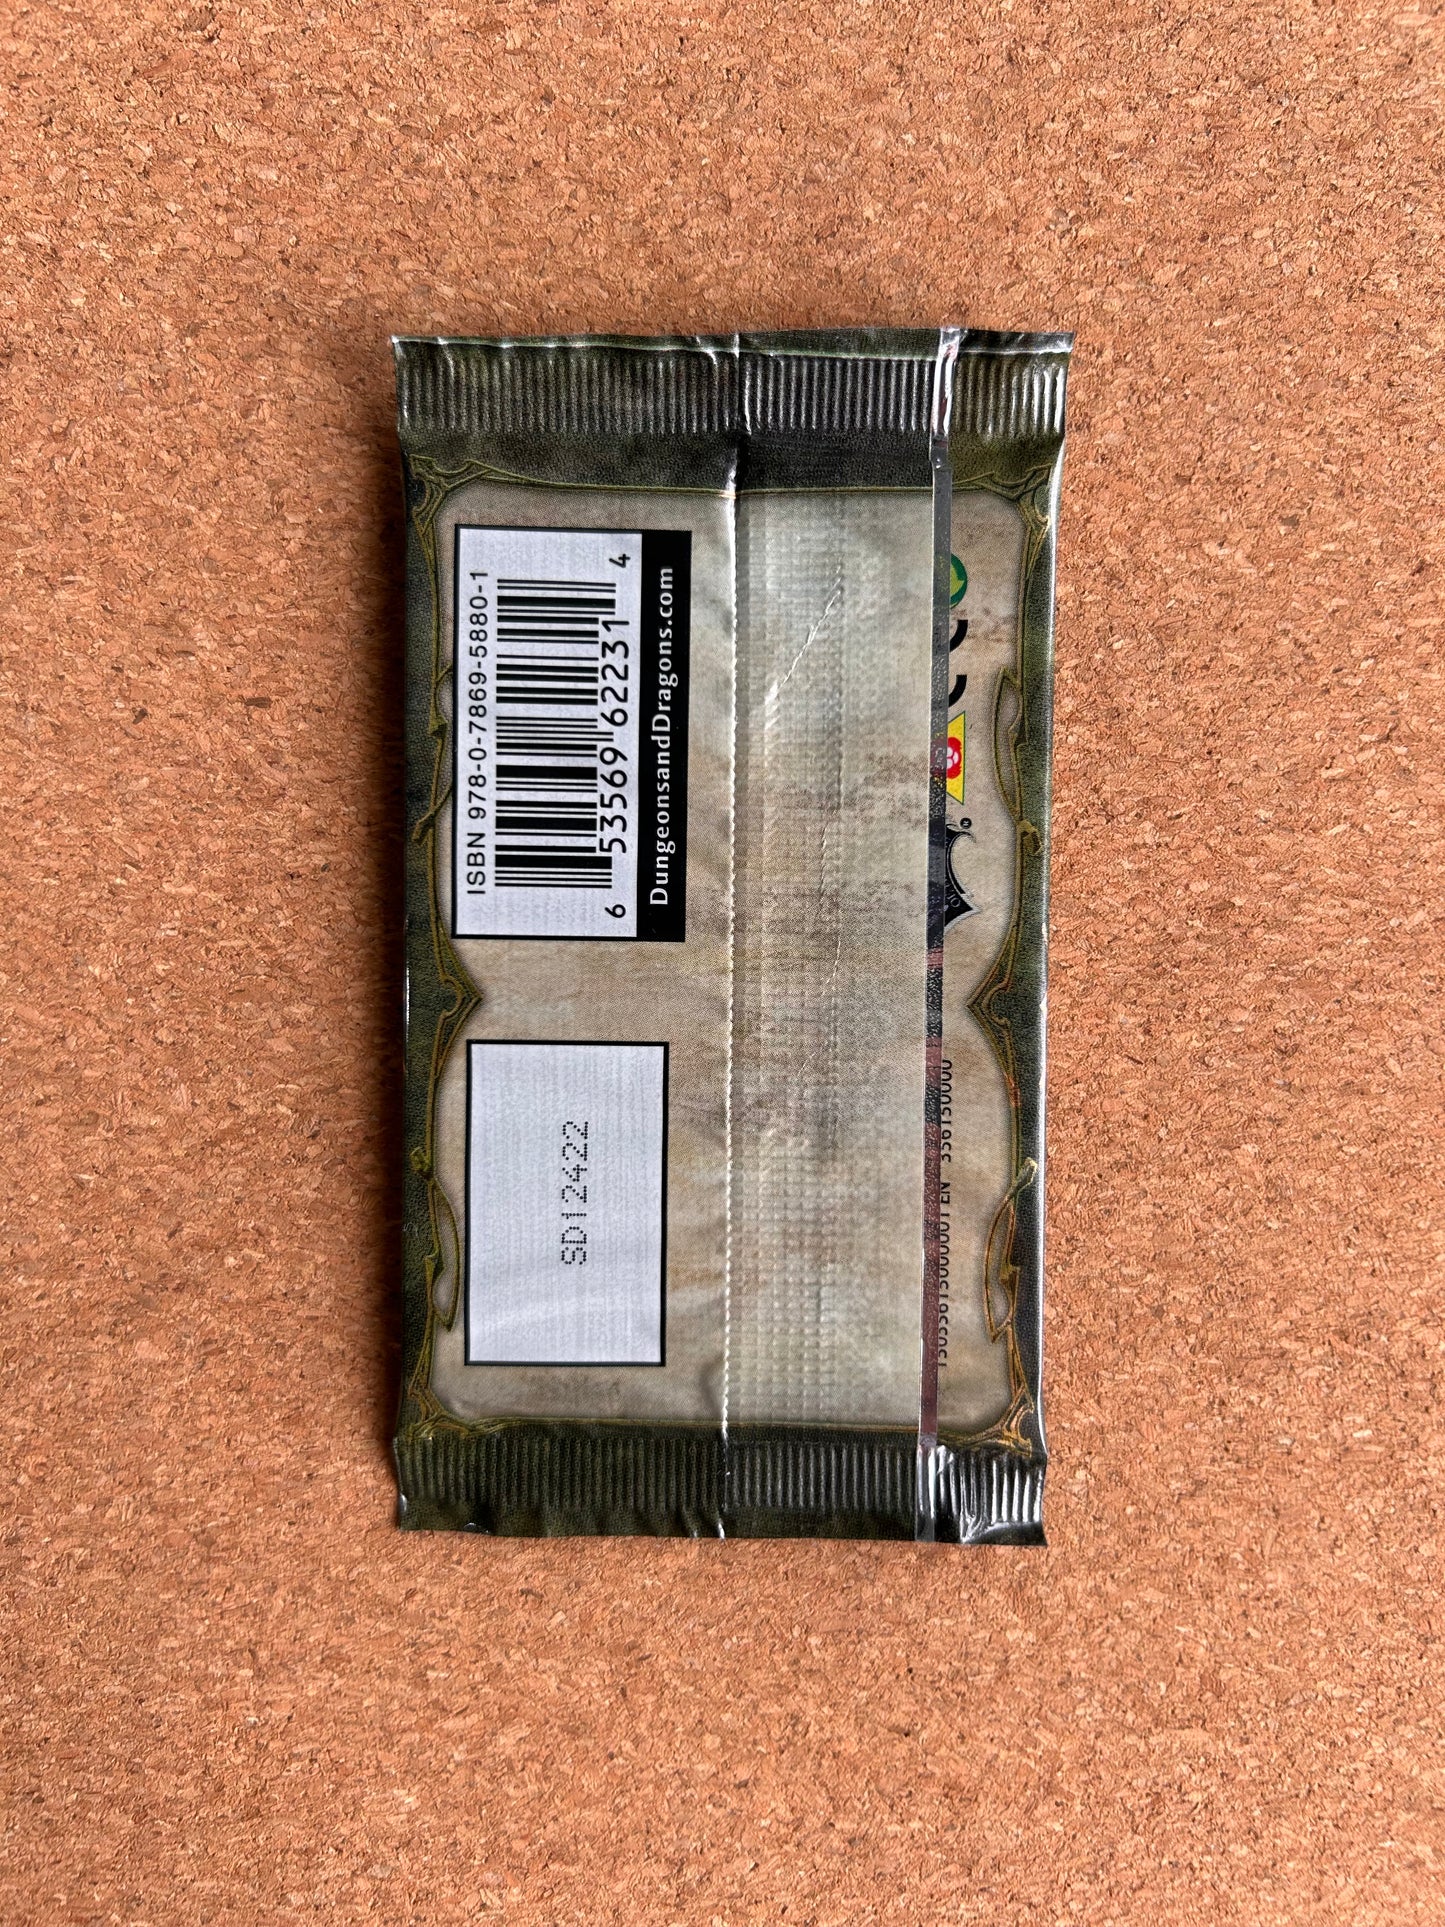 ISBN 978-0-7869-5880-1
6 53569 62231 4
DungeonsandDragons.com
SD12422